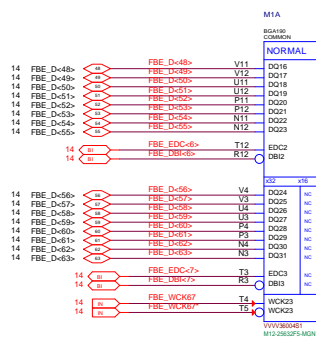 M1A
BGA190
COMMON
NORMAL
14 FBE_D<48> 48 FBE_D<48> V11 DQ16
14 FBE_D<49> 49 FBE_D<49> V12 DQ17
14 FBE_D<50> 50 FBE_D<50> U11 DQ18
14 FBE_D<51> 51 FBE_D<51> U12 DQ19
14 FBE_D<52> 52 FBE_D<52> P11 DQ20
14 FBE_D<53> 53 FBE_D<53> P12 DQ21
14 FBE_D<54> 54 FBE_D<54> N11 DQ22
14 FBE_D<55> 55 FBE_D<55> N12 DQ23
14 BI FBE_EDC<6> T12 EDC2
14 BI FBE_DBI<6> R12 DBI2
x32 x16
14 FBE_D<56> 56 FBE_D<56> V4 DQ24 NC
14 FBE_D<57> 57 FBE_D<57> V3 DQ25 NC
14 FBE_D<58> 58 FBE_D<58> U4 DQ26 NC
14 FBE_D<59> 59 FBE_D<59> U3 DQ27 NC
14 FBE_D<60> 60 FBE_D<60> P4 DQ28 NC
14 FBE_D<61> 61 FBE_D<61> P3 DQ29 NC
14 FBE_D<62> 62 FBE_D<62> N4 DQ30 NC
14 FBE_D<63> 63 FBE_D<63> N3 DQ31 NC
14 BI FBE_EDC<7> T3 EDC3 NC
14 BI FBE_DBI<7> R3 DBI3 NC
14 IN FBE_WCK67 T4 WCK23
14 IN FBE_WCK67* T5 WCK23
VVVV36004S1
M12-25632F5-MGN